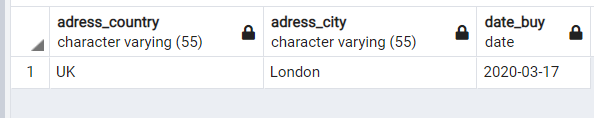 adress_country adress_city date_buy
character varying (55) character varying (55) date
1 UK London 2020-03-17